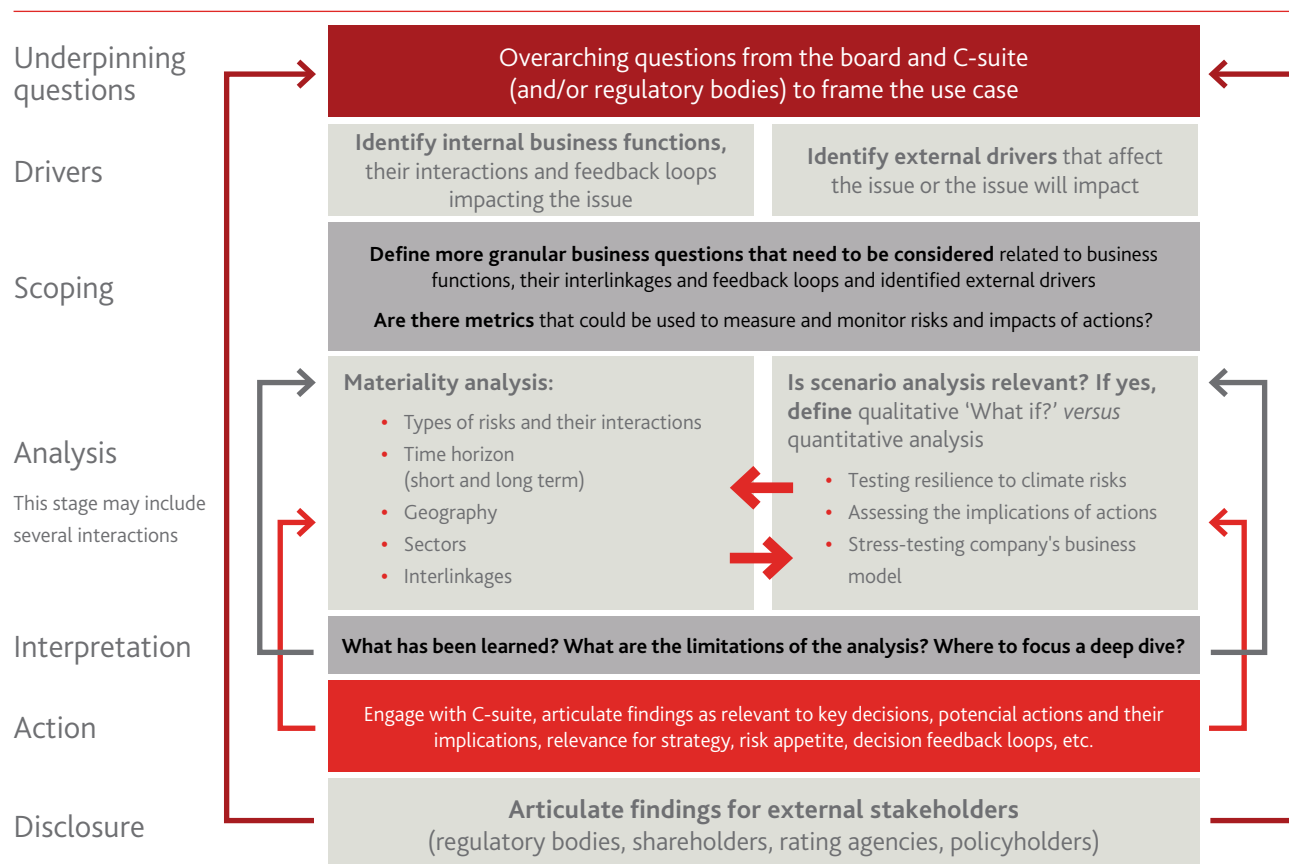 Underpinning
questions
Overarching questions from the board and C-suite
(and/or regulatory bodies) to frame the use case
Drivers
Identify internal business functions,
their interactions and feedback loops
impacting the issue
Identify external drivers that affect
the issue or the issue will impact
Scoping
Define more granular business questions that need to be considered related to business
functions, their interlinkages and feedback loops and identified external drivers
Are there metrics that could be used to measure and monitor risks and impacts of actions?
Analysis
This stage may include
several interactions
Materiality analysis:
• Types of risks and their interactions
• Time horizon
(short and long term)
• Geography
• Sectors
• Interlinkages
Is scenario analysis relevant? If yes,
define qualitative ‘What if?’ versus
quantitative analysis
• Testing resilience to climate risks
• Assessing the implications of actions
• Stress-testing company's business
model
Interpretation
What has been learned? What are the limitations of the analysis? Where to focus a deep dive?
Action
Engage with C-suite, articulate findings as relevant to key decisions, potencial actions and their
implications, relevance for strategy, risk appetite, decision feedback loops, etc.
Disclosure
Articulate findings for external stakeholders
(regulatory bodies, shareholders, rating agencies, policyholders)